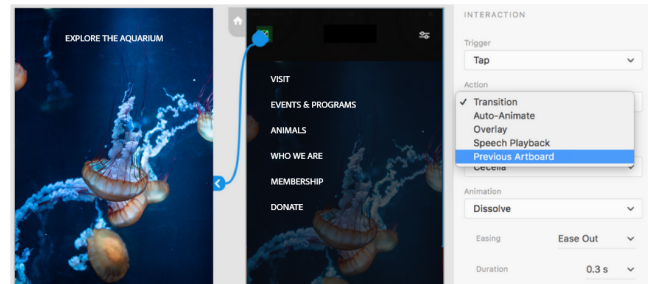 EXPLORE THE AQUARIUM
VISIT
EVENTS & PROGRAMS
ANIMALS
WHO WE ARE
MEMBERSHIP
DONATE
INTERACTION
Trigger
Tap
Action
✓ Transition
Auto-Animate
Overlay
Speech Playback
Previous Artboard
Animation
Dissolve
Easing Ease Out
Duration 0.3 s